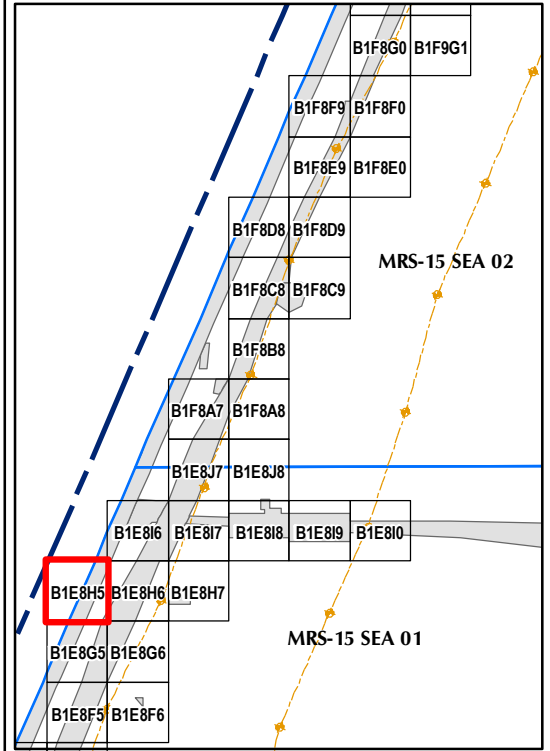 B1F8G0 B1F9G1
B1F8F9 B1F8F0
B1F8E9 B1F8E0
B1F8D8 B1F8D9
MRS-15 SEA 02
B1F8C8 B1F8C9
B1F8B8
B1F8A7 B1F8A8
B1E8J7 B1E8J8
B1E8I6 B1E8I7 B1E8I8 B1E8I9 B1E8I0
B1E8H5 B1E8H6 B1E8H7
MRS-15 SEA 01
B1E8G5 B1E8G6
B1E8F5 B1E8F6